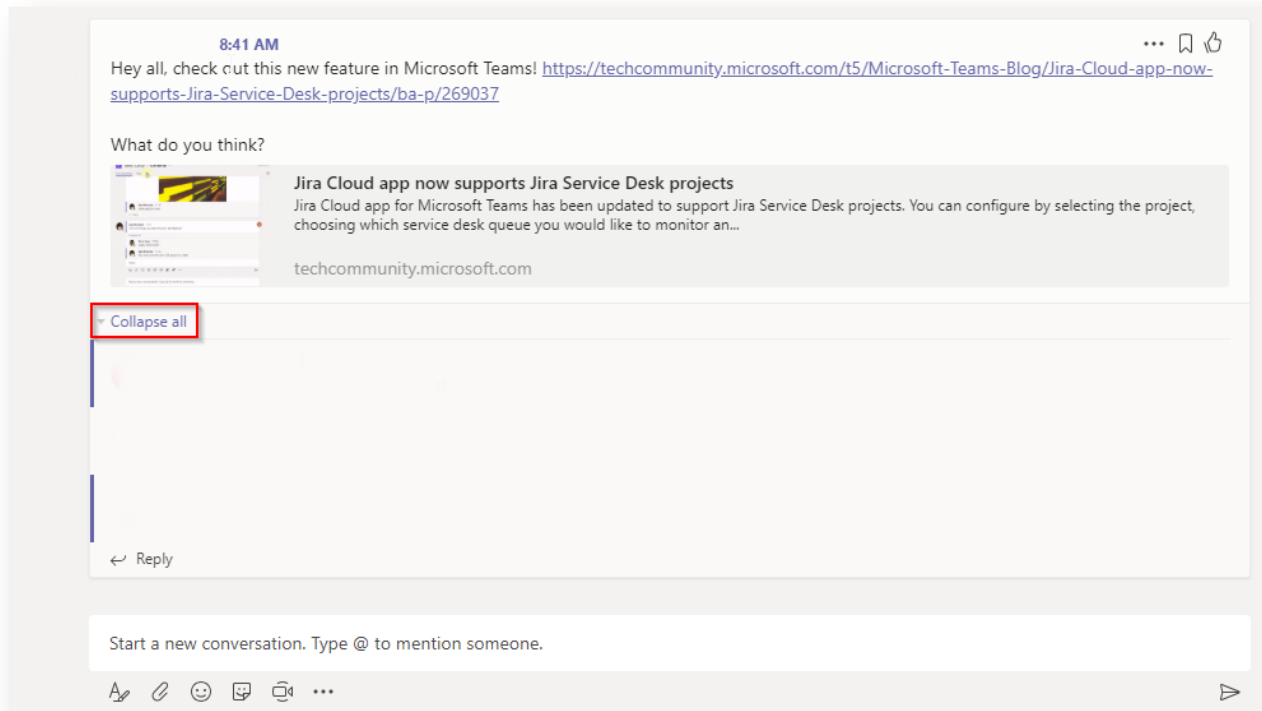 8:41 AM
Hey all, check out this new feature in Microsoft Teams! https://techcommunity.microsoft.com/t5/Microsoft-Teams-Blog/Jira-Cloud-app-now-
supports-Jira-Service-Desk-projects/ba-p/269037
What do you think?
Jira Cloud app now supports Jira Service Desk projects
Jira Cloud app for Microsoft Teams has been updated to support Jira Service Desk projects. You can configure by selecting the project,
choosing which service desk queue you would like to monitor an...
techcommunity.microsoft.com
Collapse all
Reply
Start a new conversation. Type @ to mention someone.